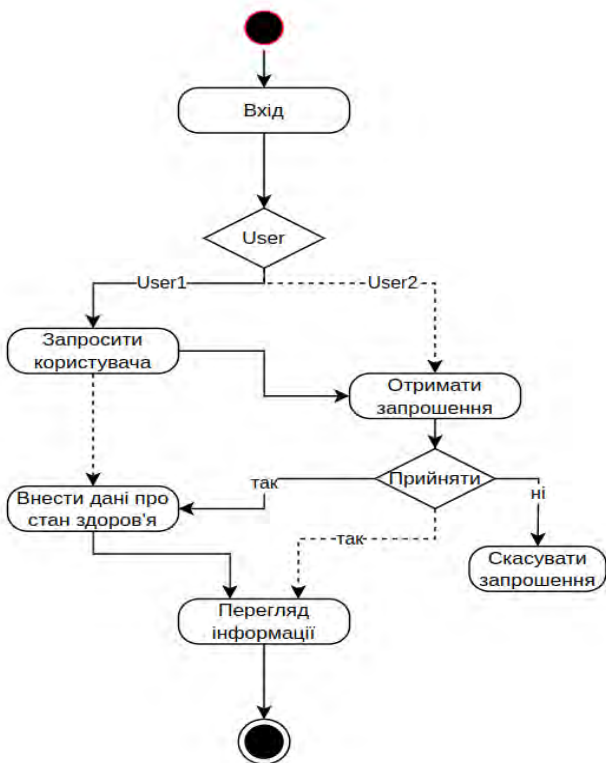 Вхід
User
User1
User2
Запросити
користувача
Отримати
запрошення
Прийняти
так
ні
Внести дані про
стан здоров'я
так
Скасувати
запрошення
Перегляд
інформації